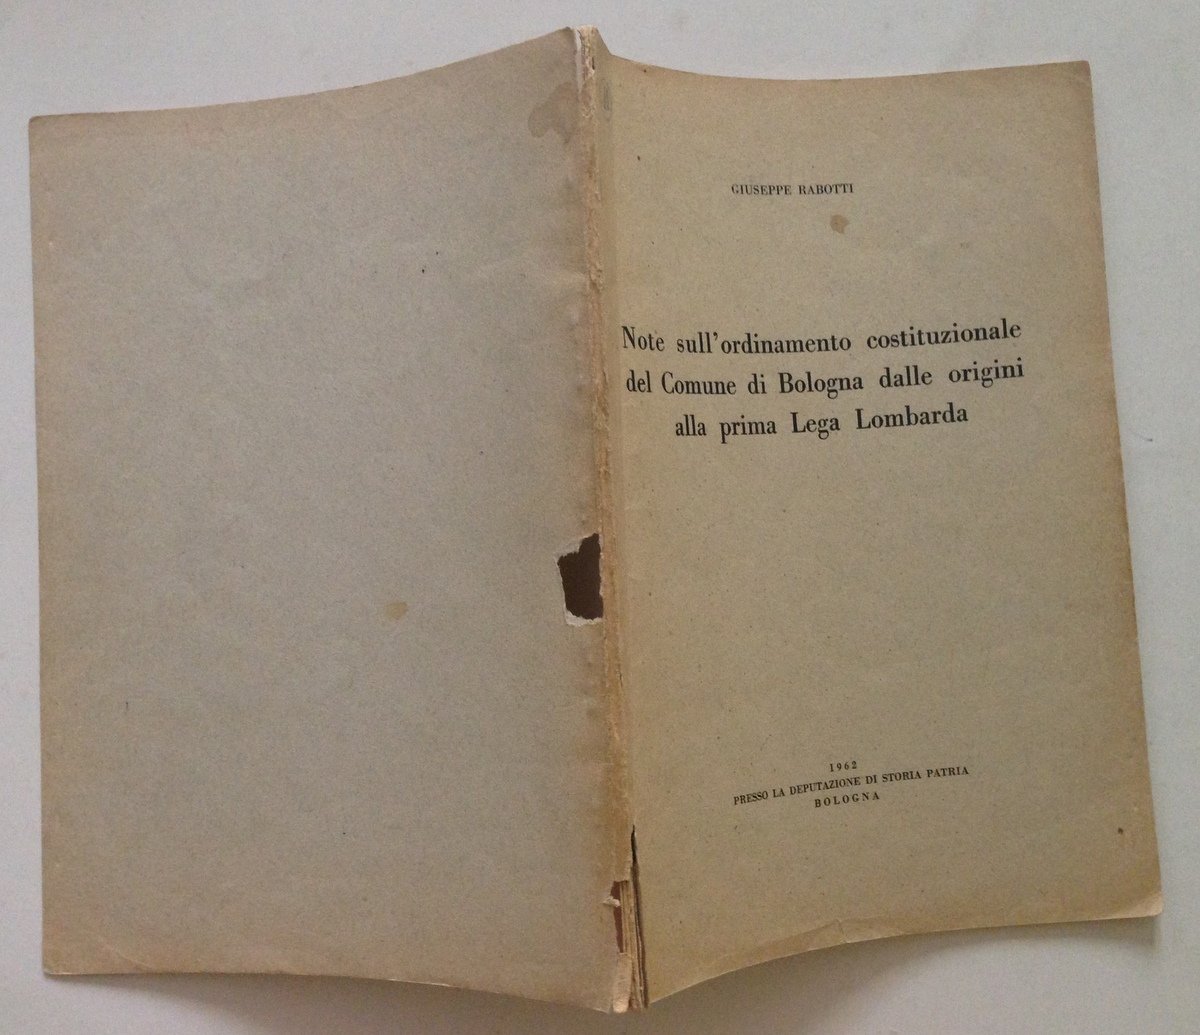 GIUSEPPE RABOTTI
Note sull'ordinamento costituzionale
del Comune di Bologna dalle origini
alla prima Lega Lombarda
1962
PRESSO LA DEPUTAZIONE DI STORIA PATRIA
BOLOGNA